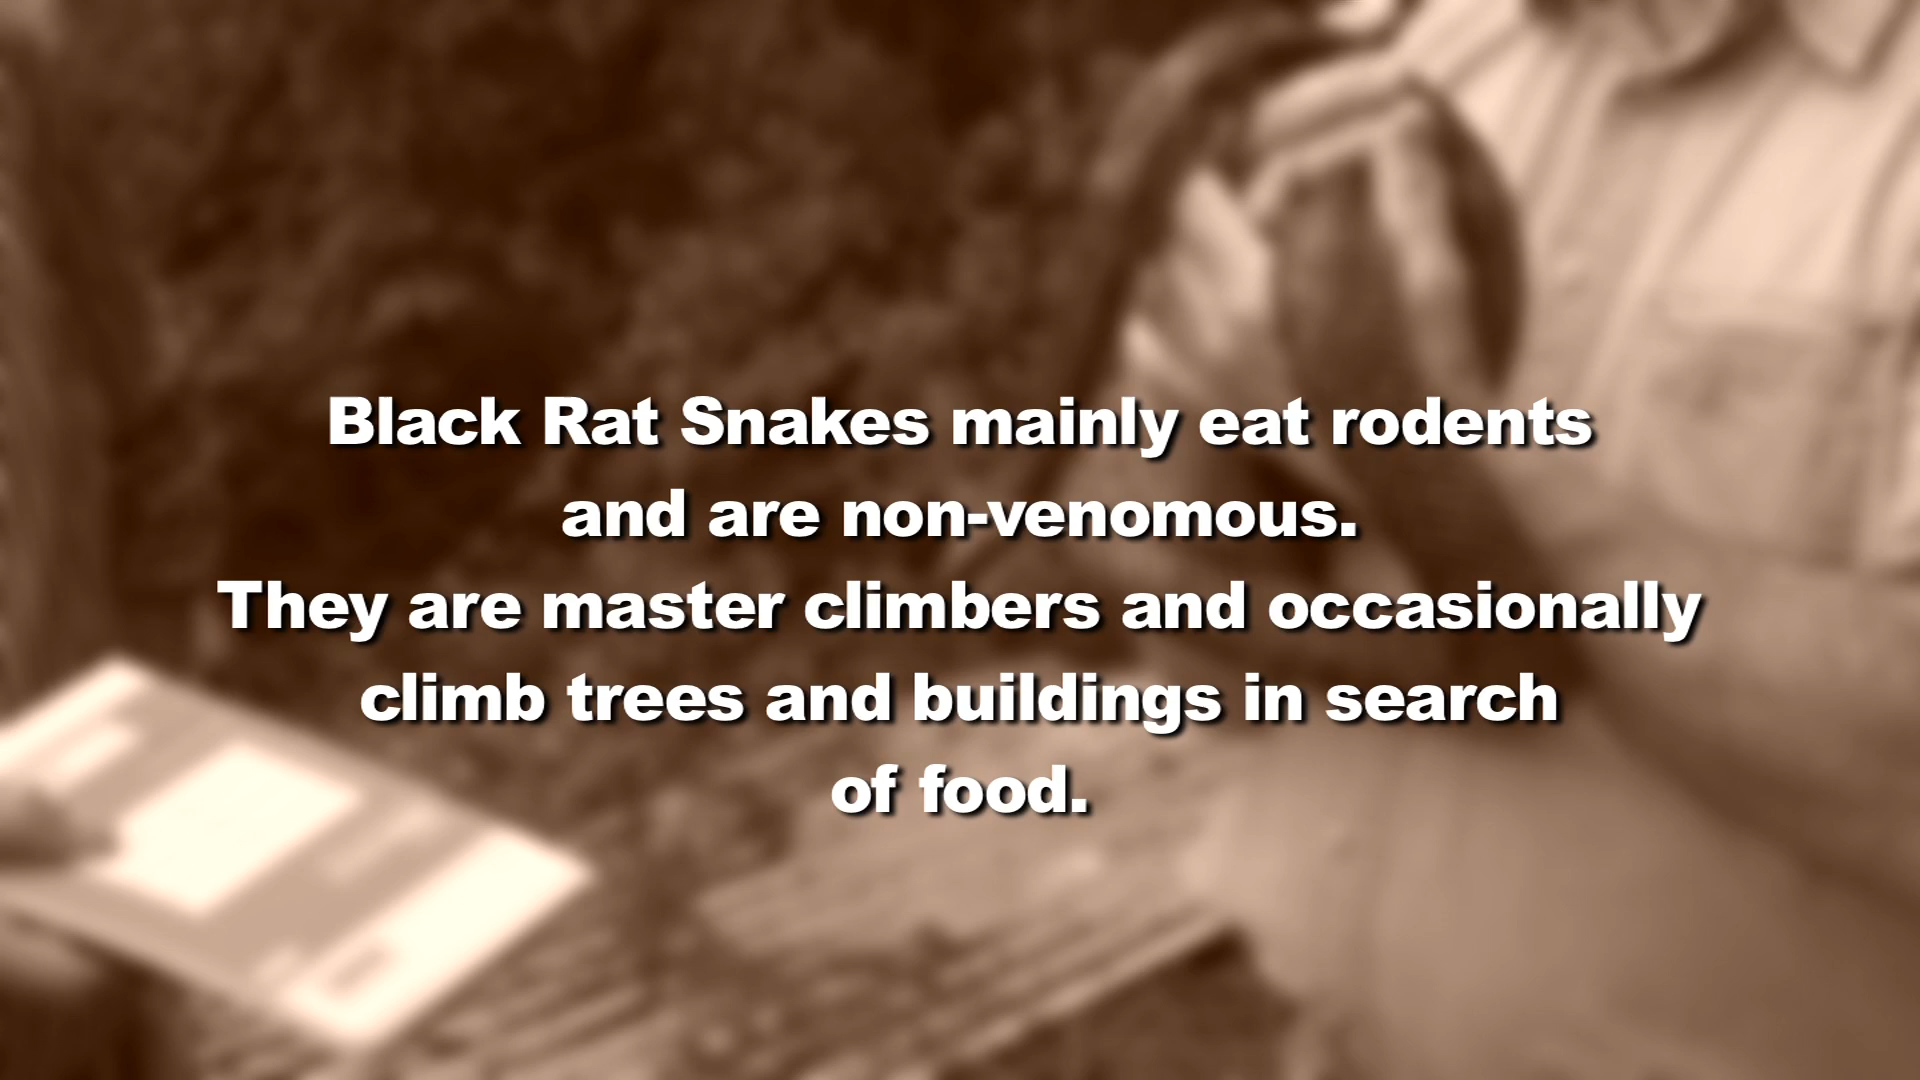 Black Rat Snakes mainly eat rodents
and are non-venomous.
They are master climbers and occasionally
climb trees and buildings in search
of food.